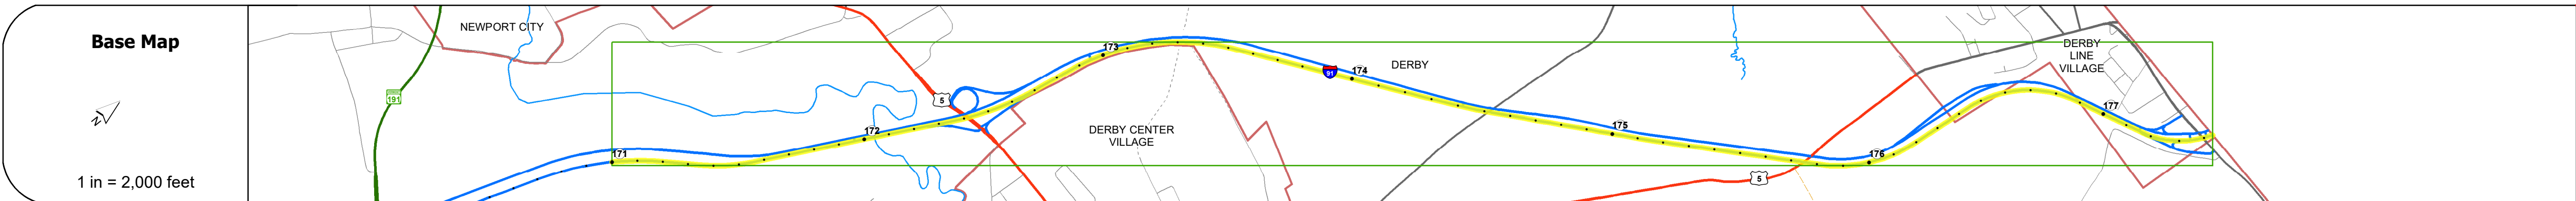 Base Map
N
1 in = 2,000 feet
NEWPORT CITY
191
5
171
172
173
DERBY CENTER
VILLAGE
91
174
DERBY
175
5
176
DERBY
LINE
VILLAGE
177